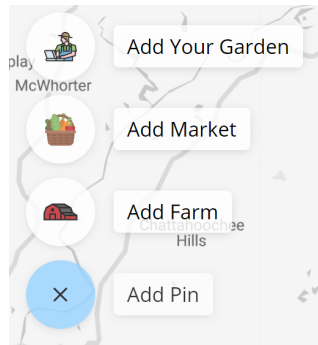 Add Your Garden
play
McWhorter
Add Market
Add Farm
Chattahoochee
Hills
Add Pin